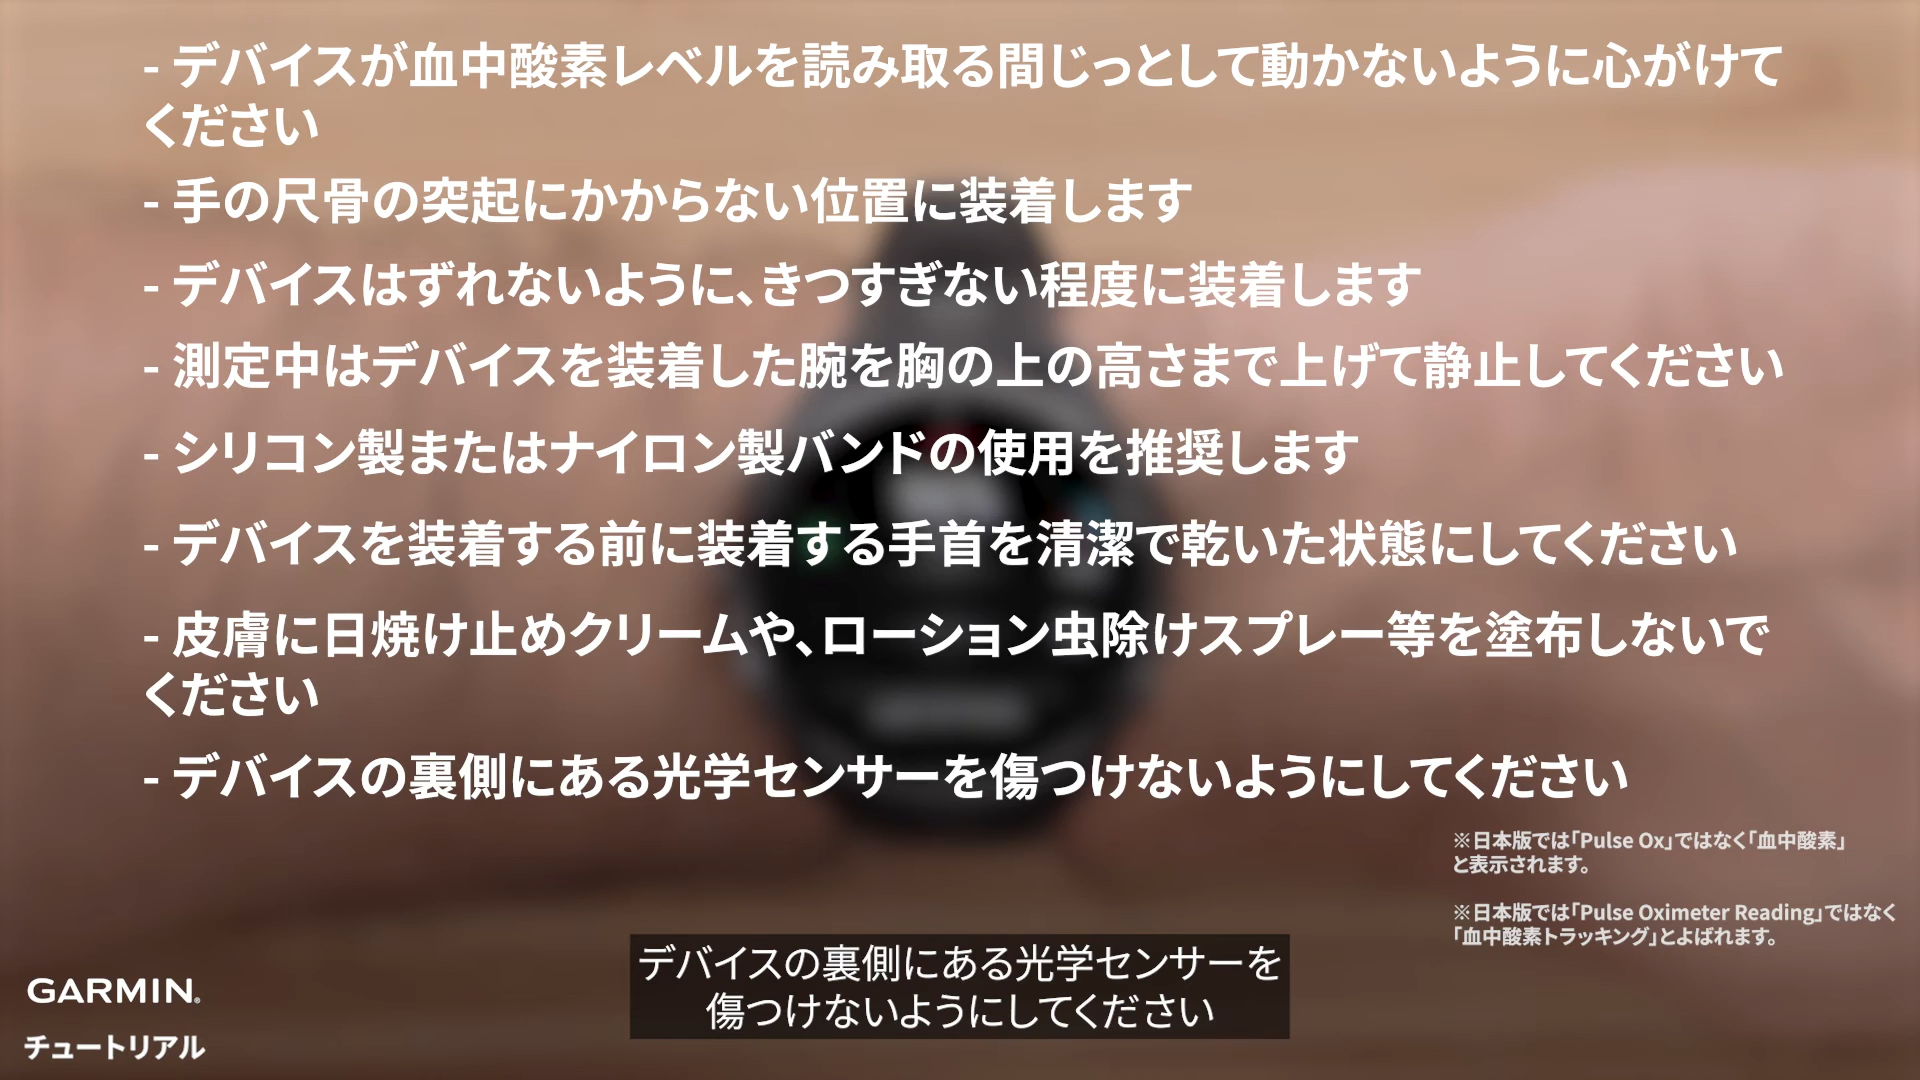 - デバイスが血中酸素レベルを読み取る間じっとして動かないように心がけて
ください
- 手の尺骨の突起にかからない位置に装着します
- デバイスはずれないように、きつすぎない程度に装着します
- 測定中はデバイスを装着した腕を胸の上の高さまで上げて静止してください
- シリコン製またはナイロン製バンドの使用を推奨します
- デバイスを装着する前に装着する手首を清潔で乾いた状態にしてください
- 皮膚に日焼け止めクリームや、ローション虫除けスプレー等を塗布しないで
ください
- デバイスの裏側にある光学センサーを傷つけないようにしてください
※日本版では「Pulse Ox」ではなく「血中酸素」
と表示されます。
※日本版では「Pulse Oximeter Reading」ではなく
「血中酸素トラッキング」とよばれます。
デバイスの裏側にある光学センサーを
傷つけないようにしてください
GARMIN®
チュートリアル